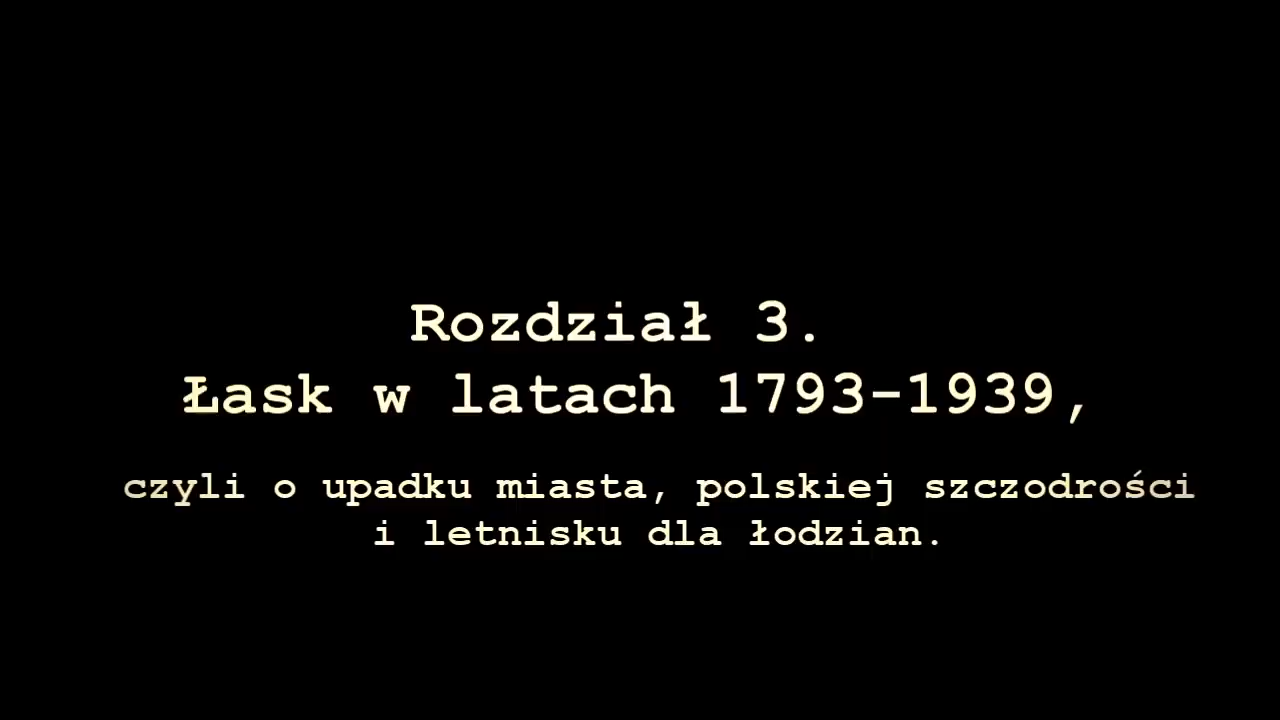 Rozdział 3.
Łask w latach 1793-1939,
czyli o upadku miasta, polskiej szczodrości
i letnisku dla łodzian.